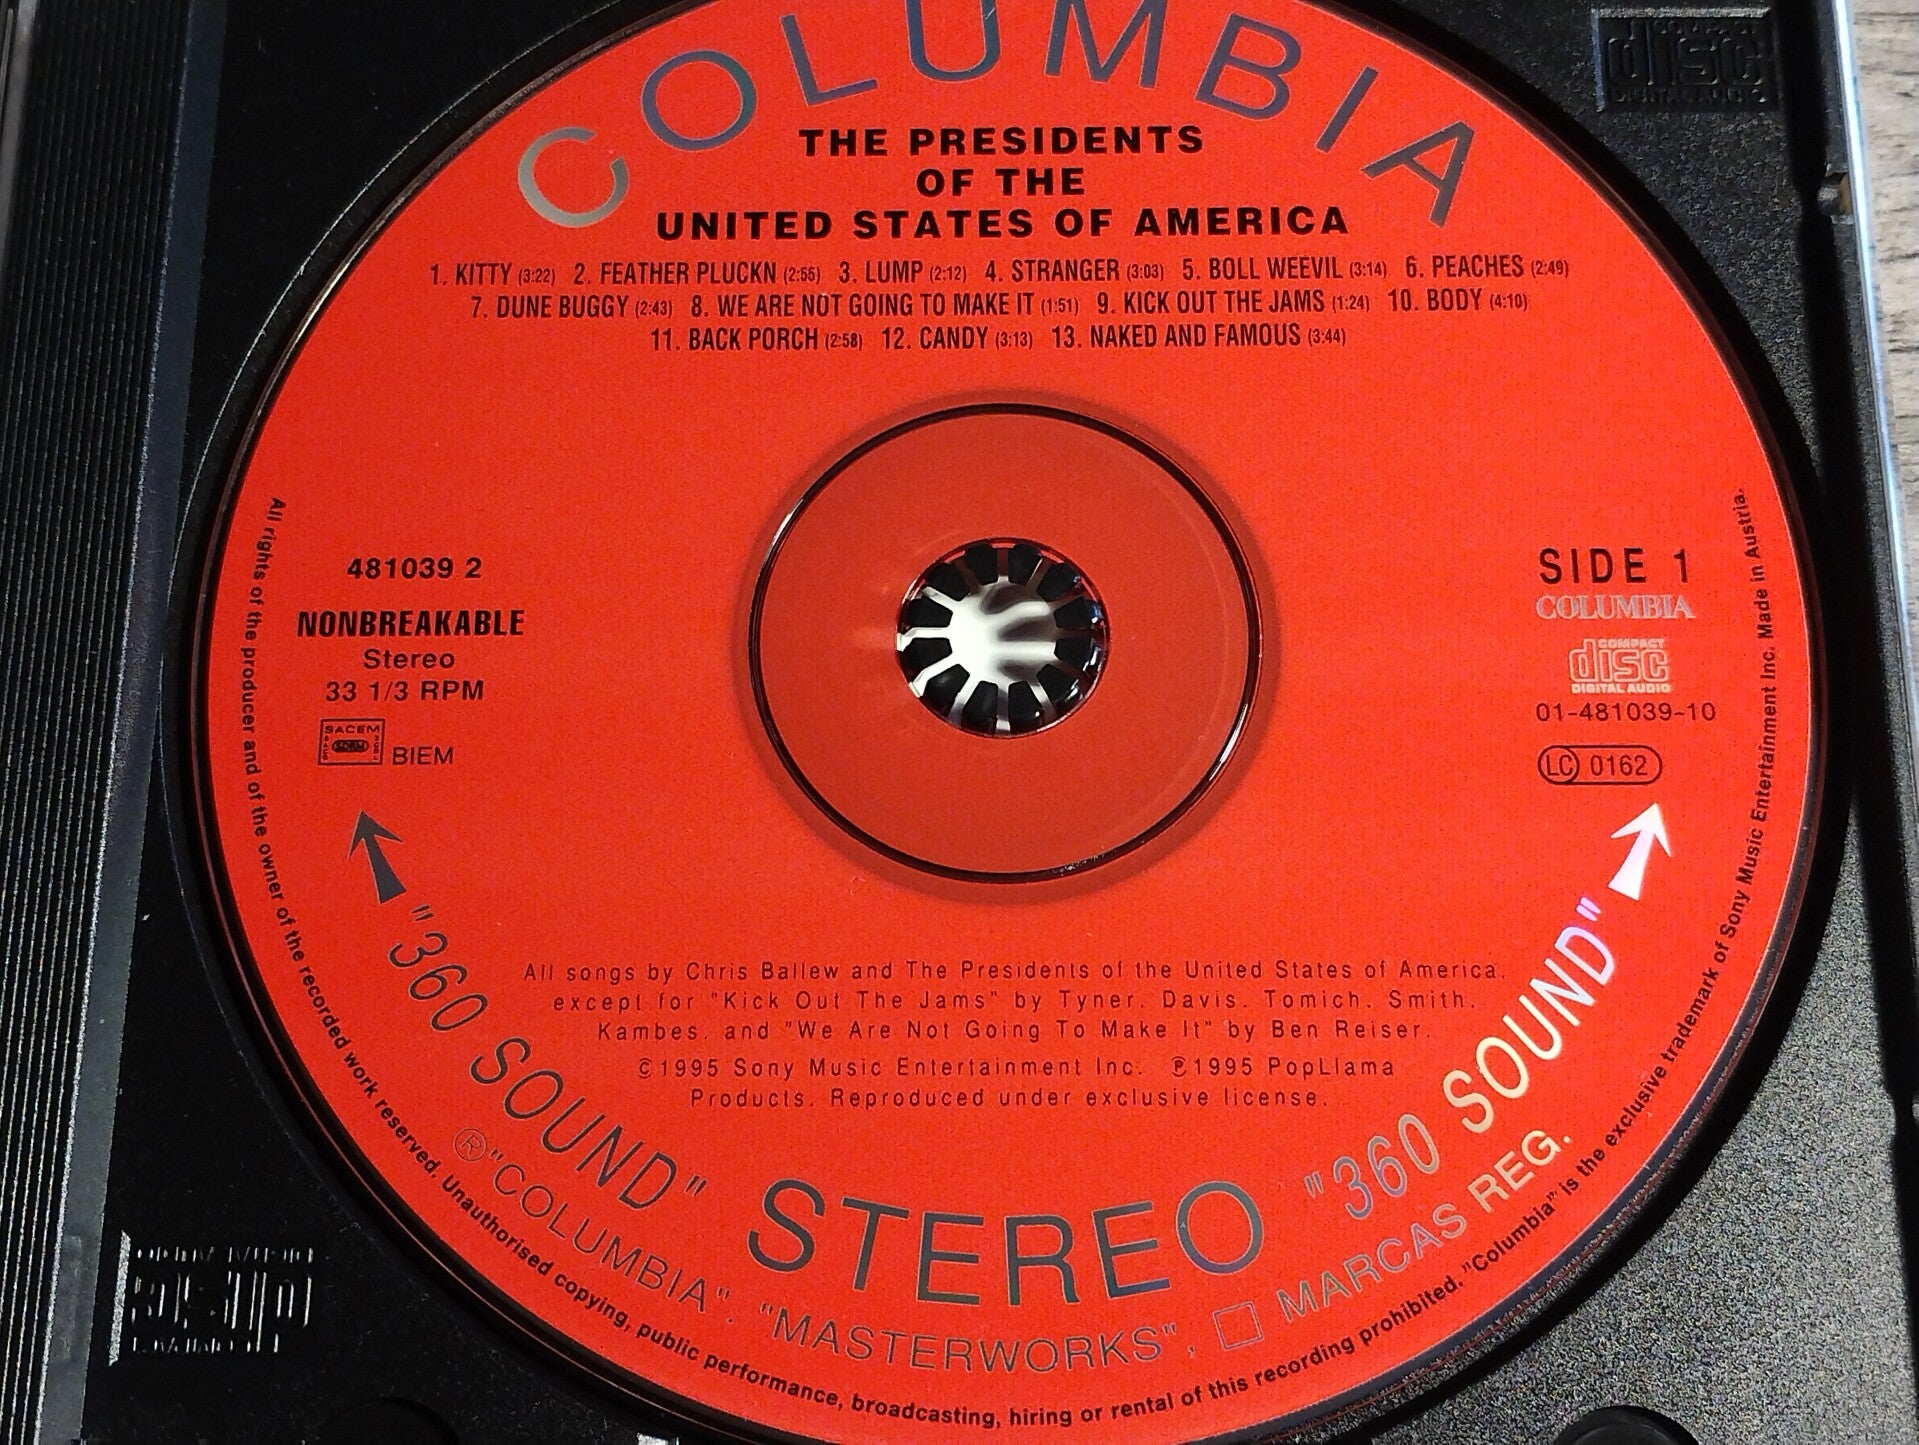 COLUMBIA
THE PRESIDENTS
OF THE
UNITED STATES OF AMERICA
1. KITTY (3:22) 2. FEATHER PLUCKN (2:55) 3. LUMP (2:12) 4. STRANGER (3:03) 5. BOLL WEEVIL (3:14) 6. PEACHES (2:49)
7. DUNE BUGGY (2:43) 8. WE ARE NOT GOING TO MAKE IT (1:51) 9. KICK OUT THE JAMS (1:24) 10. BODY (4:10)
11. BACK PORCH (2:58) 12. CANDY (3:13) 13. NAKED AND FAMOUS (3:44)
481039 2
NONBREAKABLE
Stereo
33 1/3 RPM
SACEM
SDRM
BIEM
SIDE 1
COLUMBIA
COMPACT
disc
DIGITAL AUDIO
01-481039-10
LC 0162
All songs by Chris Ballew and The Presidents of the United States of America.
except for "Kick Out The Jams" by Tyner. Davis. Tomich. Smith.
Kambes. and "We Are Not Going To Make It" by Ben Reiser.
©1995 Sony Music Entertainment Inc. ℗1995 PopLlama
Products. Reproduced under exclusive license.
"360 SOUND" STEREO "360 SOUND"
®"COLUMBIA". "MASTERWORKS", MARCAS REG.
All rights of the producer and of the owner of the recorded work reserved. Unauthorised copying, public performance, broadcasting, hiring or rental of this recording prohibited. "Columbia" is the exclusive trademark of Sony Music Entertainment Inc. Made in Austria.
disc
DIGITAL AUDIO